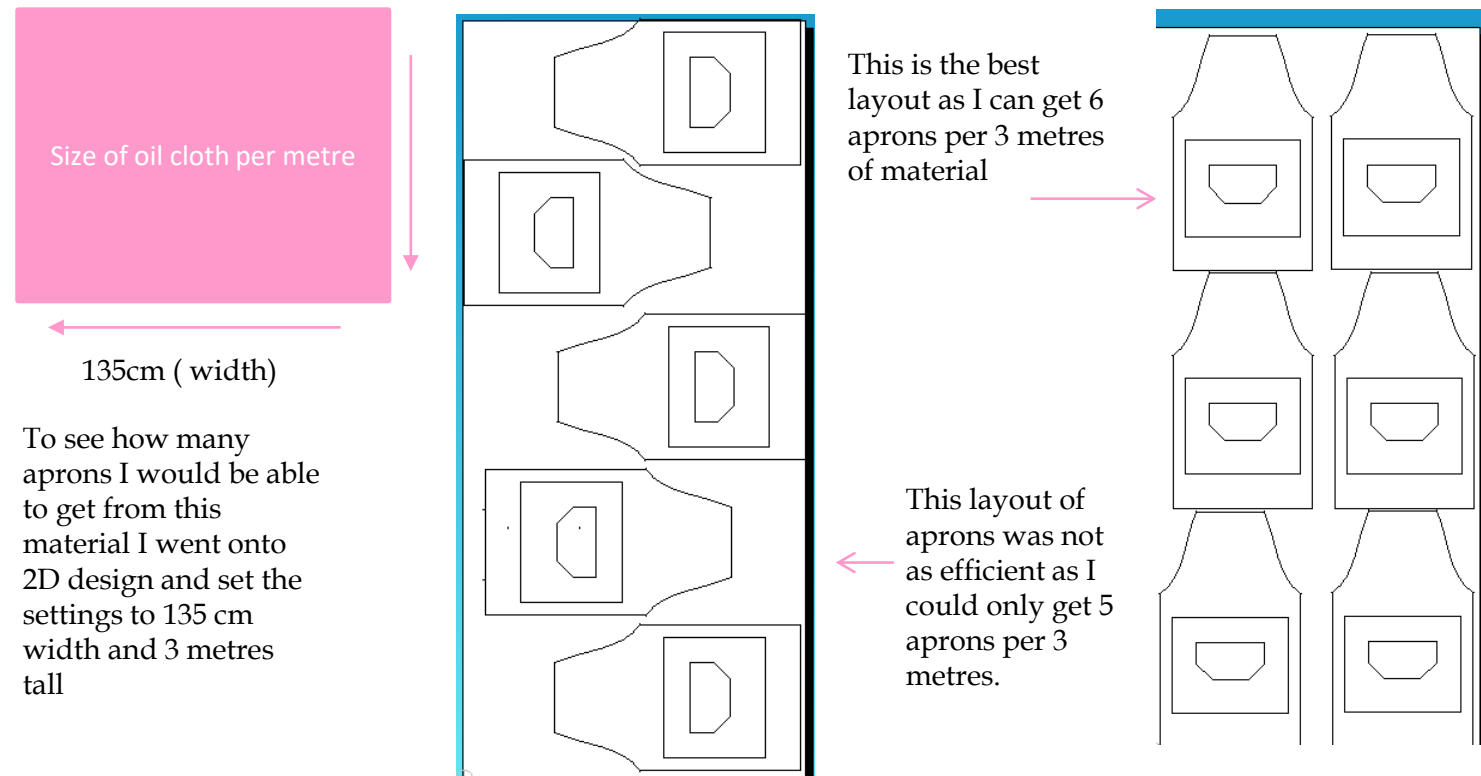 Size of oil cloth per metre
135cm ( width)
To see how many
aprons I would be able
to get from this
material I went onto
2D design and set the
settings to 135 cm
width and 3 metres
tall
This is the best
layout as I can get 6
aprons per 3 metres
of material
This layout of
aprons was not
as efficient as I
could only get 5
aprons per 3
metres.